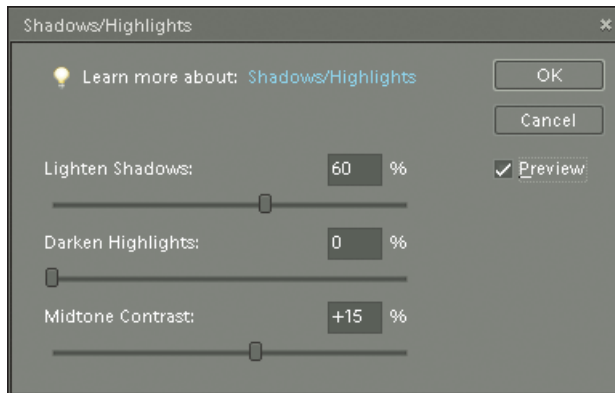 Shadows/Highlights
Learn more about: Shadows/Highlights
OK
Cancel
Lighten Shadows: 60 %
Preview
Darken Highlights: 0 %
Midtone Contrast: +15 %